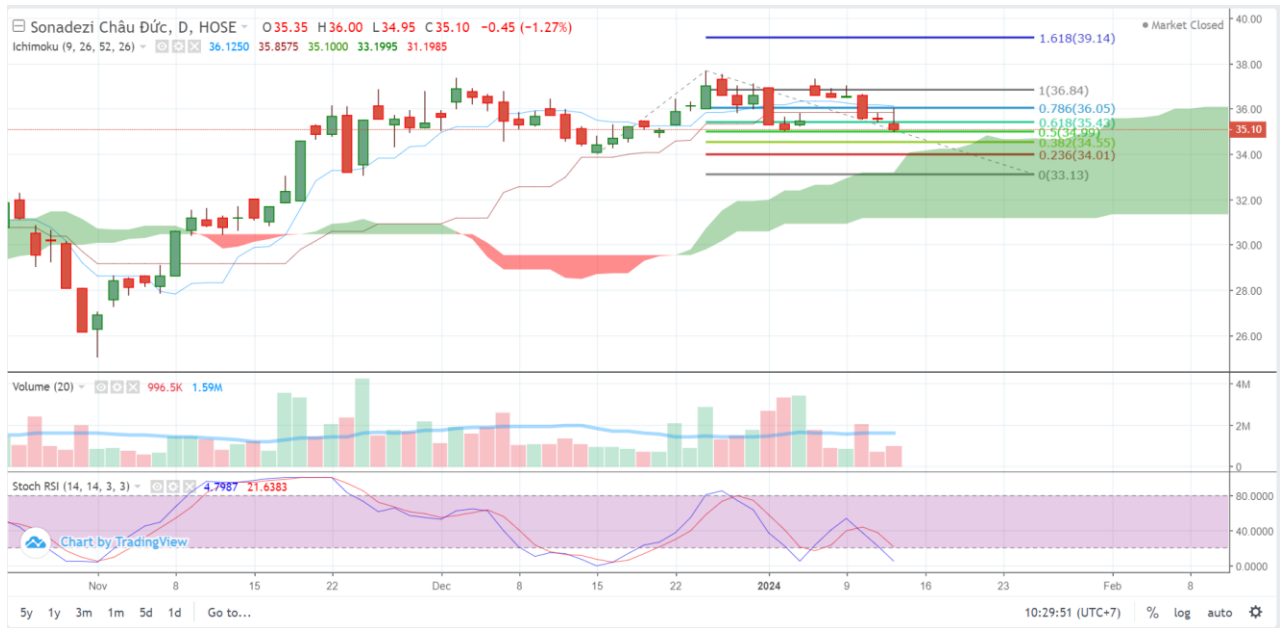 Sonadezi Châu Đức, D, HOSE O35.35 H36.00 L34.95 C35.10 −0.45 (−1.27%)
Market Closed
Ichimoku (9, 26, 52, 26) 36.1250 35.8575 35.1000 33.1995 31.1985
40.00
38.00
36.00
35.10
34.00
32.00
30.00
28.00
26.00
1.618(39.14)
1(36.84)
0.786(36.05)
0.618(35.43)
0.5(34.99)
0.382(34.55)
0.236(34.01)
0(33.13)
Volume (20) 996.5K 1.59M
4M
2M
0
Stoch RSI (14, 14, 3, 3) 4.7987 21.6383
80.0000
40.0000
0.0000
Chart by TradingView
Nov 8 15 22 Dec 8 15 22 2024 9 16 23 Feb 8
5y 1y 3m 1m 5d 1d Go to... 10:29:51 (UTC+7) % log auto